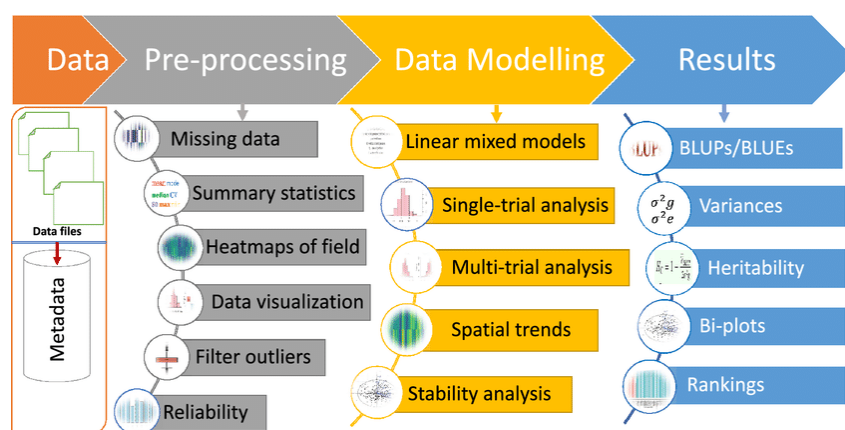 Data
Pre-processing
Data Modelling
Results
Data files
Metadata
Missing data
Summary statistics
Heatmaps of field
Data visualization
Filter outliers
Reliability
Linear mixed models
Single-trial analysis
Multi-trial analysis
Spatial trends
Stability analysis
BLUPs/BLUEs
σ²g
σ²e
Variances
Heritability
Bi-plots
Rankings